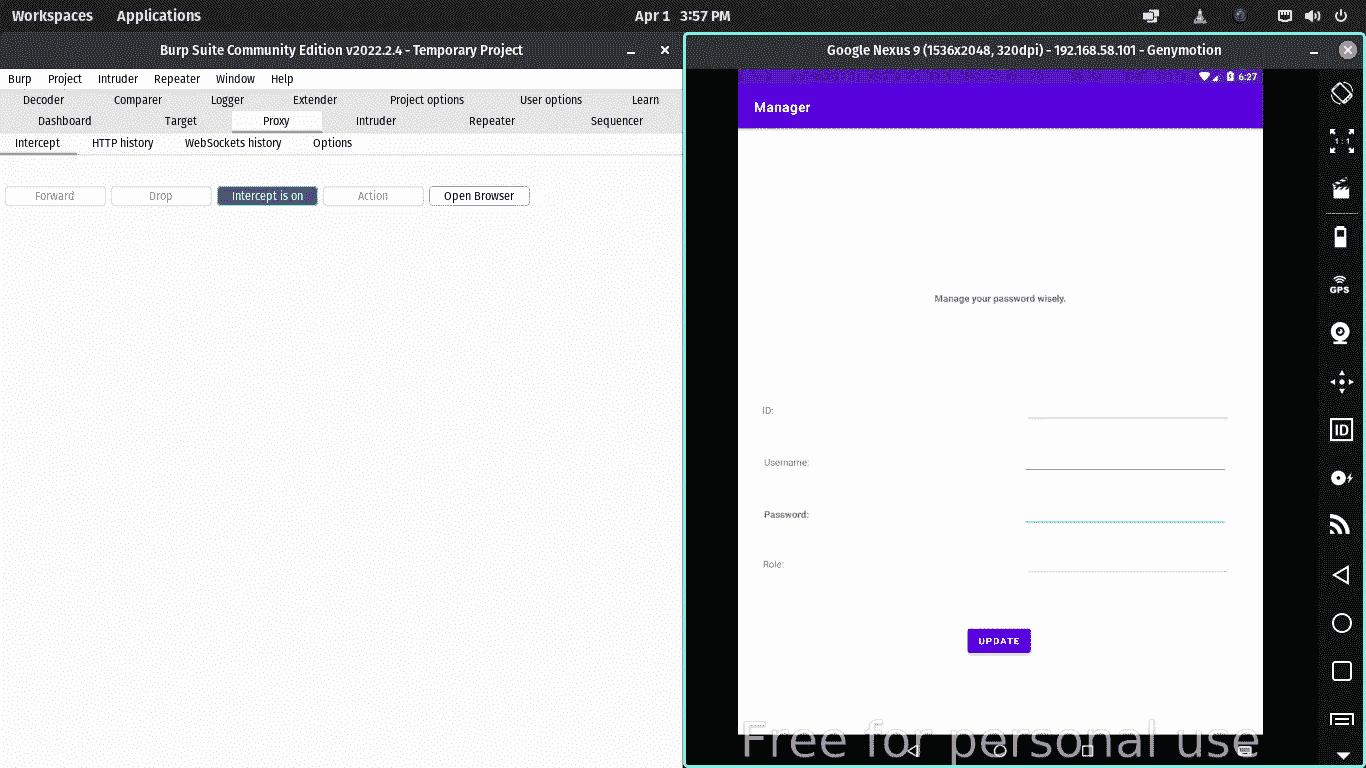 Workspaces Applications Apr 1 3:57 PM
Burp Suite Community Edition v2022.2.4 - Temporary Project
Burp Project Intruder Repeater Window Help
Decoder Comparer Logger Extender Project options User options Learn
Dashboard Target Proxy Intruder Repeater Sequencer
Intercept HTTP history WebSockets history Options
Forward Drop Intercept is on Action Open Browser
Google Nexus 9 (1536x2048, 320dpi) - 192.168.58.101 - Genymotion
6:27
Manager
Manage your password wisely.
ID:
Username:
Password:
Role:
UPDATE
Free for personal use
1:1
GPS
ID